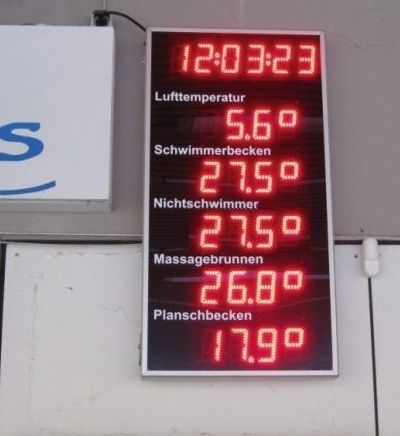 12:03:23
Lufttemperatur
5.6°
Schwimmerbecken
27.5°
Nichtschwimmer
27.5°
Massagebrunnen
26.8°
Planschbecken
17.9°
s